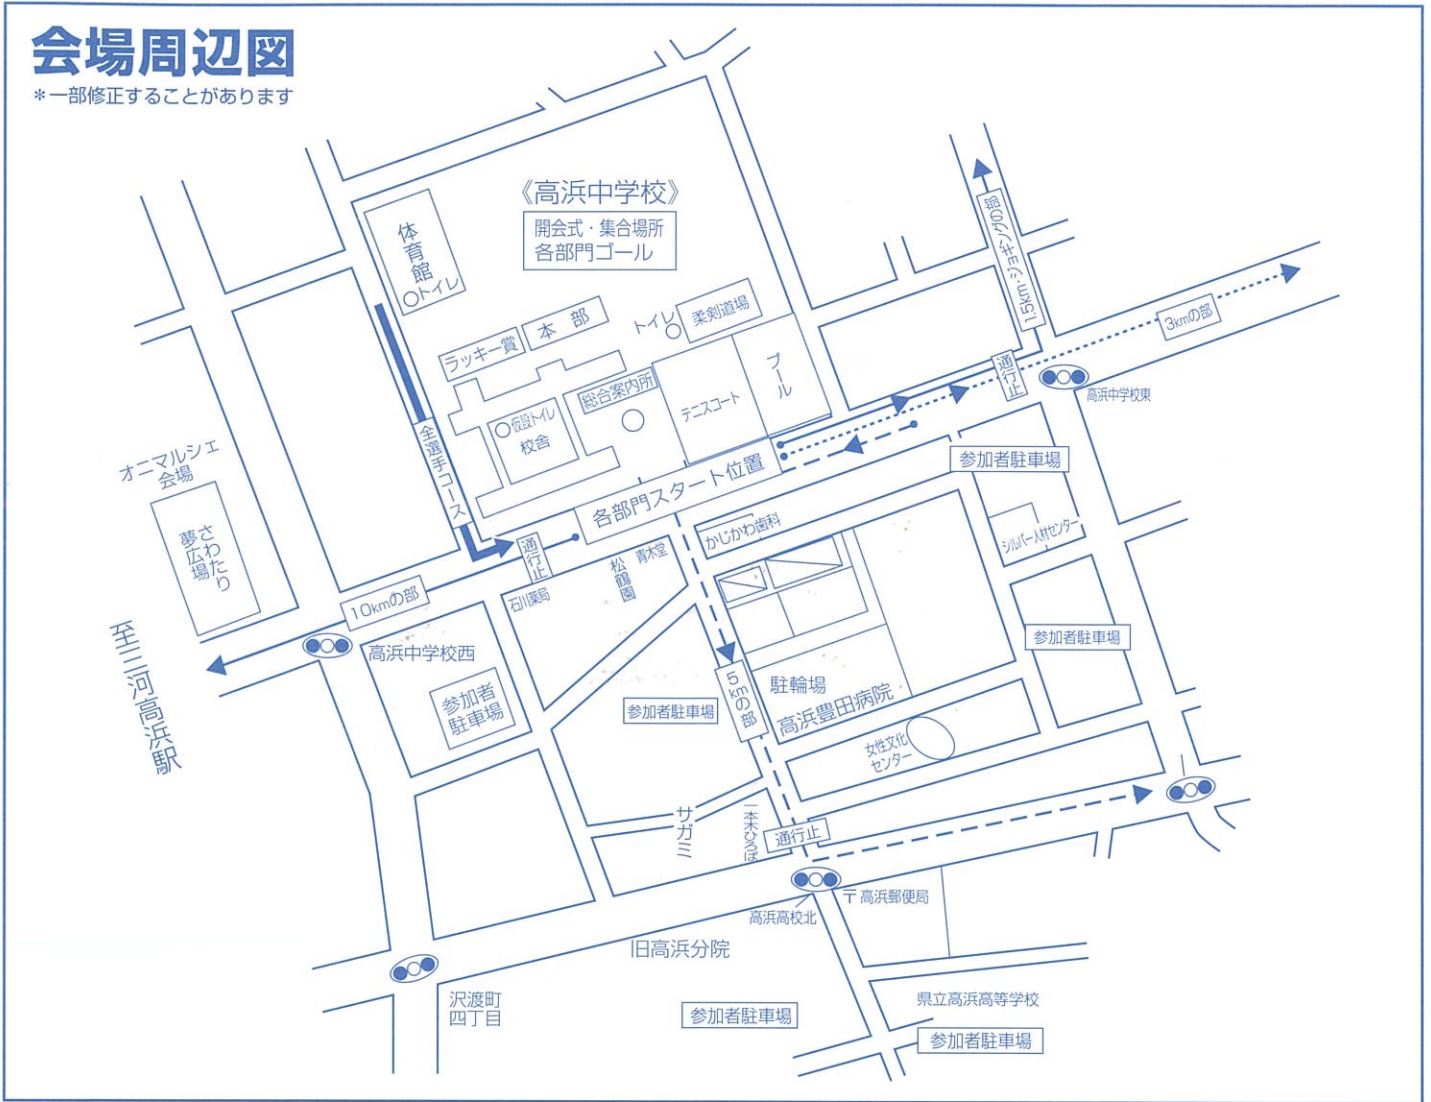 会場周辺図
＊一部修正することがあります
《高浜中学校》
開会式・集合場所
各部門ゴール
体育館
トイレ
ラッキー賞
本部
トイレ
柔剣道場
プール
テニスコート
総合案内所
仮設トイレ
校舎
全選手コース
各部門スタート位置
通行止
1.5km・ジョギングの部
3kmの部
通行止
高浜中学校東
参加者駐車場
シルバー人材センター
参加者駐車場
オーマルシェ
会場
さわたり
夢広場
10kmの部
至三河高浜駅
高浜中学校西
参加者
駐車場
石川薬局
松鶴園
青木堂
かじかわ歯科
5kmの部
駐輪場
高浜豊田病院
女性文化
センター
参加者駐車場
サガミ
一本木ひろば
通行止
高浜高校北
〒高浜郵便局
旧高浜分院
沢渡町
四丁目
参加者駐車場
県立高浜高等学校
参加者駐車場